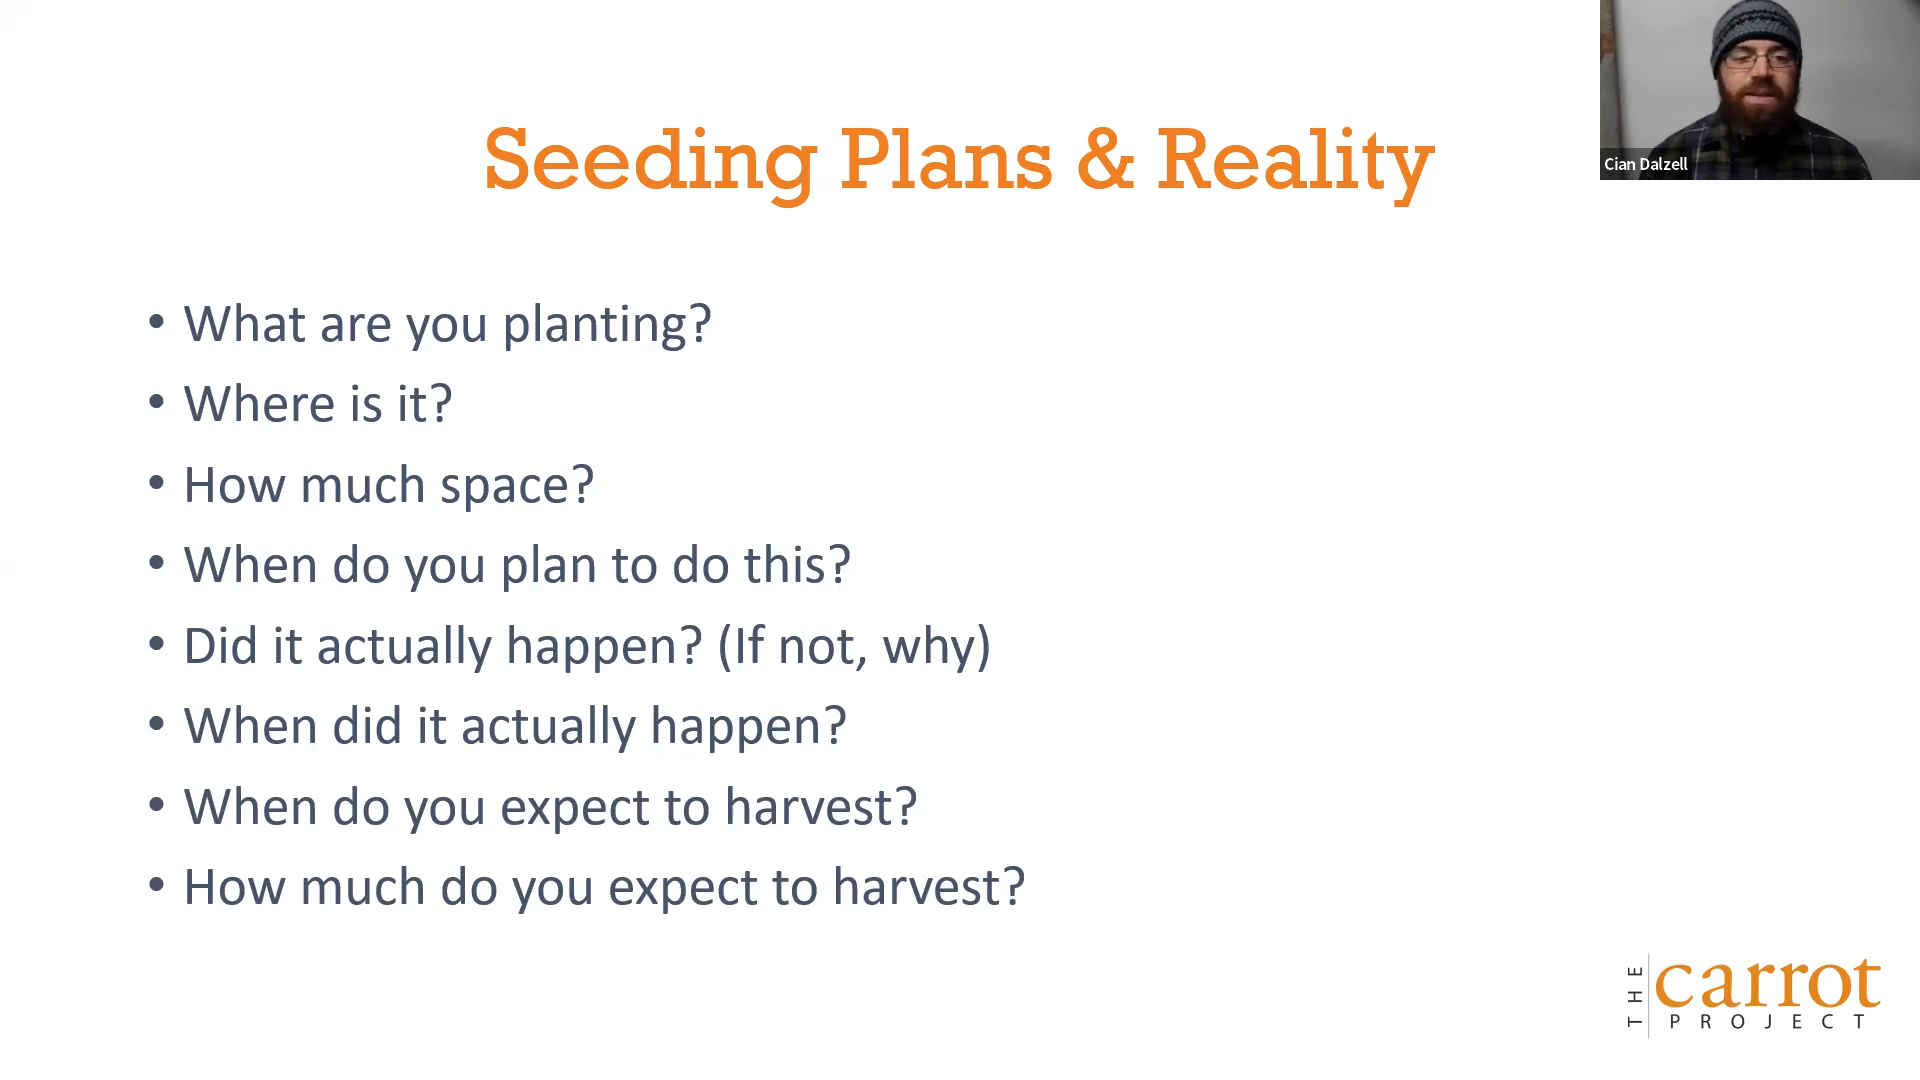 Seeding Plans & Reality
Cian Dalzell
• What are you planting?
• Where is it?
• How much space?
• When do you plan to do this?
• Did it actually happen? (If not, why)
• When did it actually happen?
• When do you expect to harvest?
• How much do you expect to harvest?
THE
carrot
PROJECT